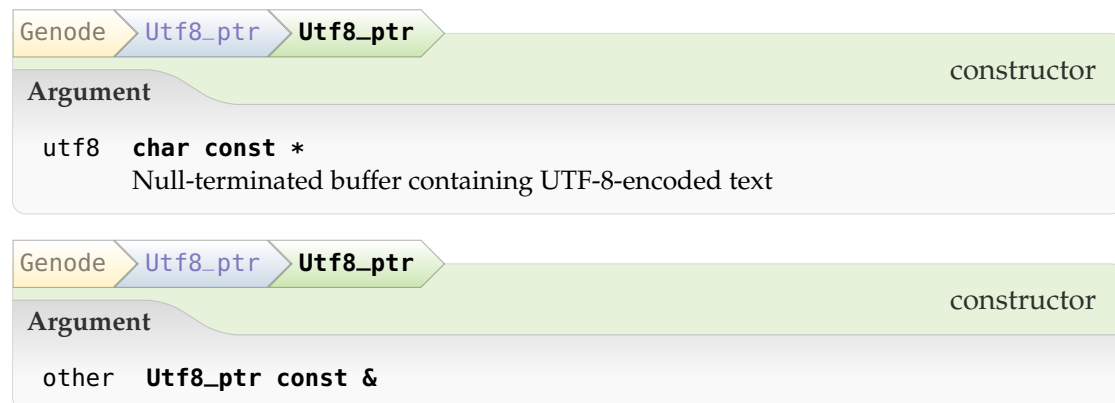 Genode Utf8_ptr Utf8_ptr
constructor
Argument
utf8 char const *
Null-terminated buffer containing UTF-8-encoded text
Genode Utf8_ptr Utf8_ptr
constructor
Argument
other Utf8_ptr const &